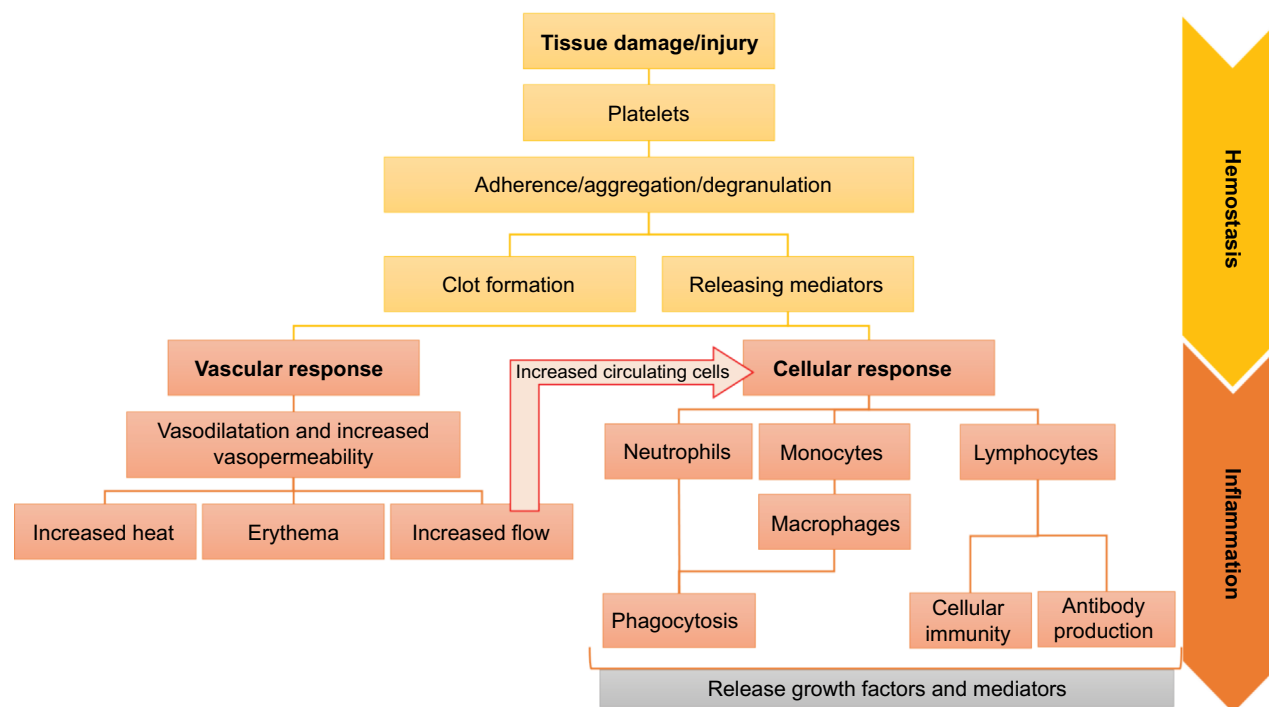 Tissue damage/injury
Platelets
Adherence/aggregation/degranulation
Clot formation
Releasing mediators
Vascular response
Increased circulating cells
Cellular response
Vasodilatation and increased
vasopermeability
Neutrophils
Monocytes
Lymphocytes
Increased heat
Erythema
Increased flow
Macrophages
Phagocytosis
Cellular
immunity
Antibody
production
Release growth factors and mediators
Hemostasis
Inflammation